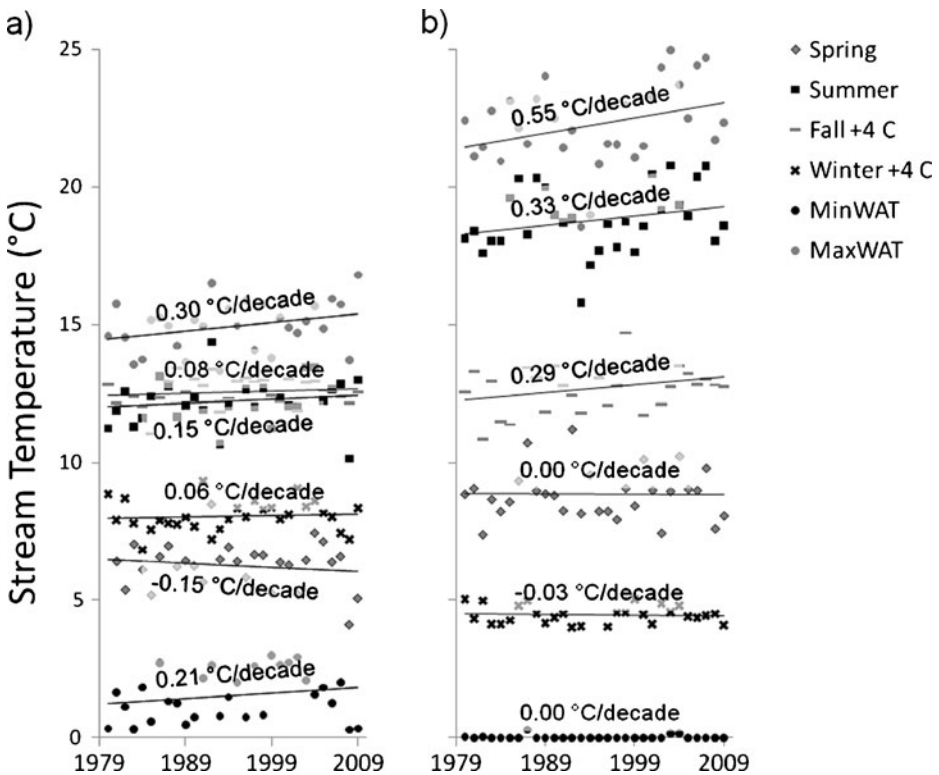 a)
b)
Stream Temperature (°C)
25
20
15
10
5
0
0.30 °C/decade
0.08 °C/decade
0.15 °C/decade
0.06 °C/decade
-0.15 °C/decade
0.21 °C/decade
1979 1989 1999 2009
0.55 °C/decade
0.33 °C/decade
0.29 °C/decade
0.00 °C/decade
-0.03 °C/decade
0.00 °C/decade
1979 1989 1999 2009
Spring
Summer
Fall +4 C
Winter +4 C
MinWAT
MaxWAT